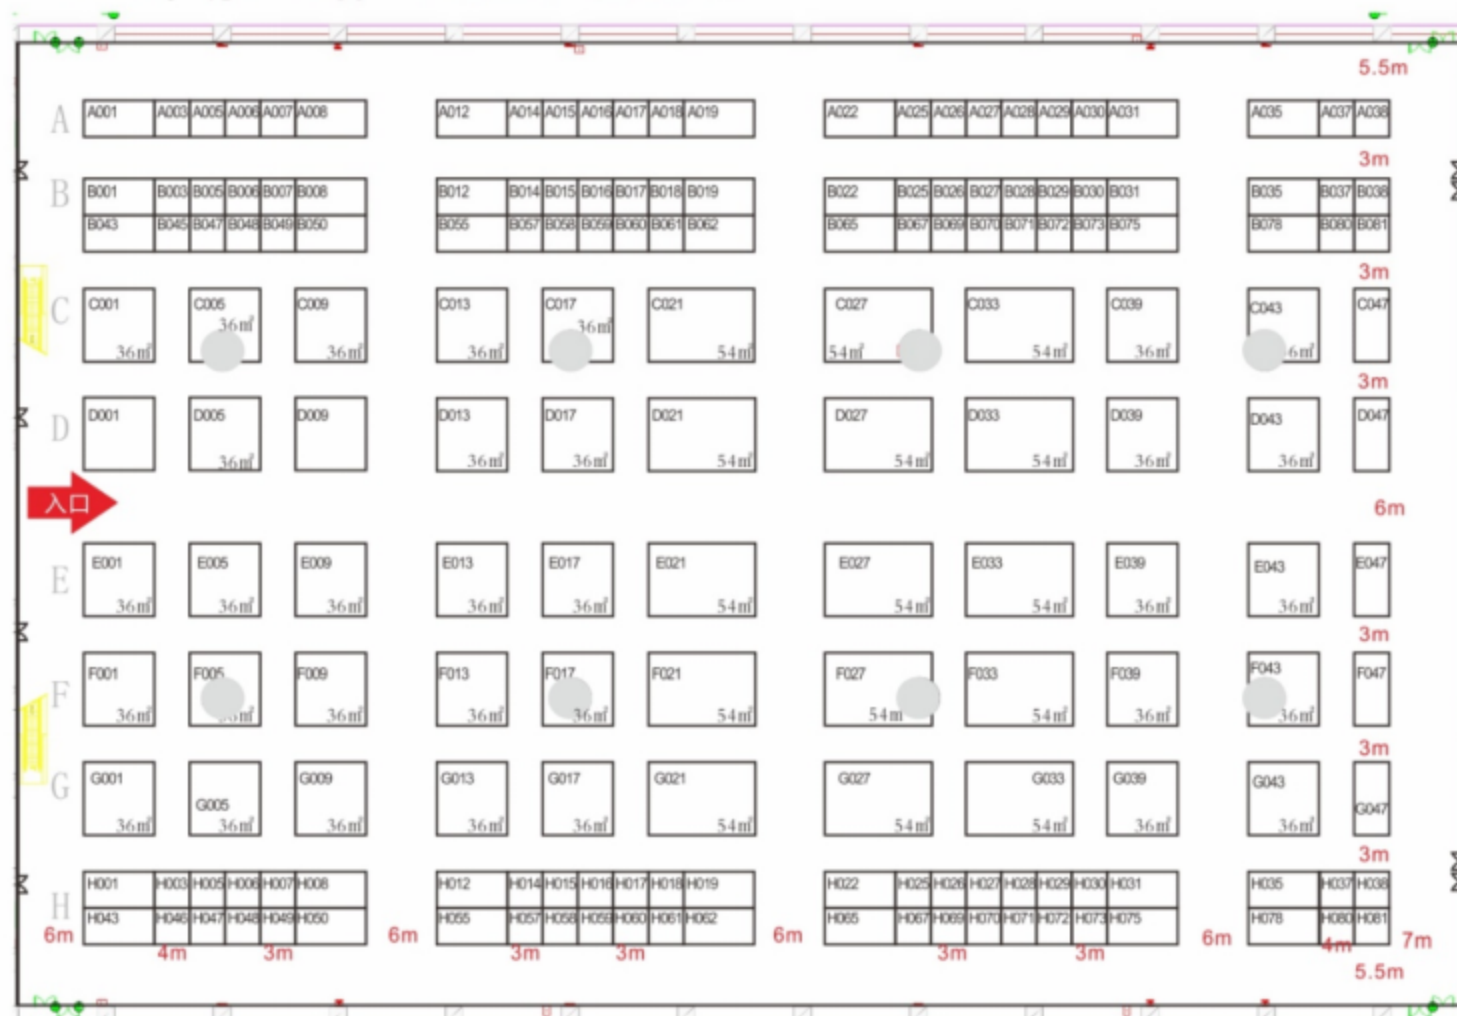 5.5m
A A001 A003 A005 A006 A007 A008 A012 A014 A015 A016 A017 A018 A019 A022 A025 A026 A027 A028 A029 A030 A031 A035 A037 A038
3m
B B001 B003 B005 B006 B007 B008 B012 B014 B015 B016 B017 B018 B019 B022 B025 B026 B027 B028 B029 B030 B031 B035 B037 B038
B043 B045 B047 B048 B049 B050 B055 B057 B058 B059 B060 B061 B062 B065 B067 B069 B070 B071 B072 B073 B075 B078 B080 B081
3m
C C001 C005 C009 C013 C017 C021 C027 C033 C039 C043 C047
36㎡ 36㎡
36㎡ 36㎡ 36㎡ 54㎡ 54㎡ 54㎡ 36㎡ 6㎡
3m
D D001 D005 D009 D013 D017 D021 D027 D033 D039 D043 D047
36㎡ 36㎡ 36㎡ 54㎡ 54㎡ 54㎡ 36㎡ 36㎡
入口 6m
E E001 E005 E009 E013 E017 E021 E027 E033 E039 E043 E047
36㎡ 36㎡ 36㎡ 36㎡ 36㎡ 54㎡ 54㎡ 54㎡ 36㎡ 36㎡
3m
F F001 F005 F009 F013 F017 F021 F027 F033 F039 F043 F047
36㎡ 36㎡ 36㎡ 36㎡ 54㎡ 54m 54㎡ 36㎡ 36㎡
3m
G G001 G005 G009 G013 G017 G021 G027 G033 G039 G043 G047
36㎡ 36㎡ 36㎡ 36㎡ 36㎡ 54㎡ 54㎡ 54㎡ 36㎡ 36㎡
3m
H H001 H003 H005 H006 H007 H008 H012 H014 H015 H016 H017 H018 H019 H022 H025 H026 H027 H028 H029 H030 H031 H035 H037 H038
H043 H046 H047 H048 H049 H050 H055 H057 H058 H059 H060 H061 H062 H065 H067 H069 H070 H071 H072 H073 H075 H078 H080 H081
6m 6m 6m 6m 7m
4m 3m 3m 3m 3m 3m 4m
5.5m